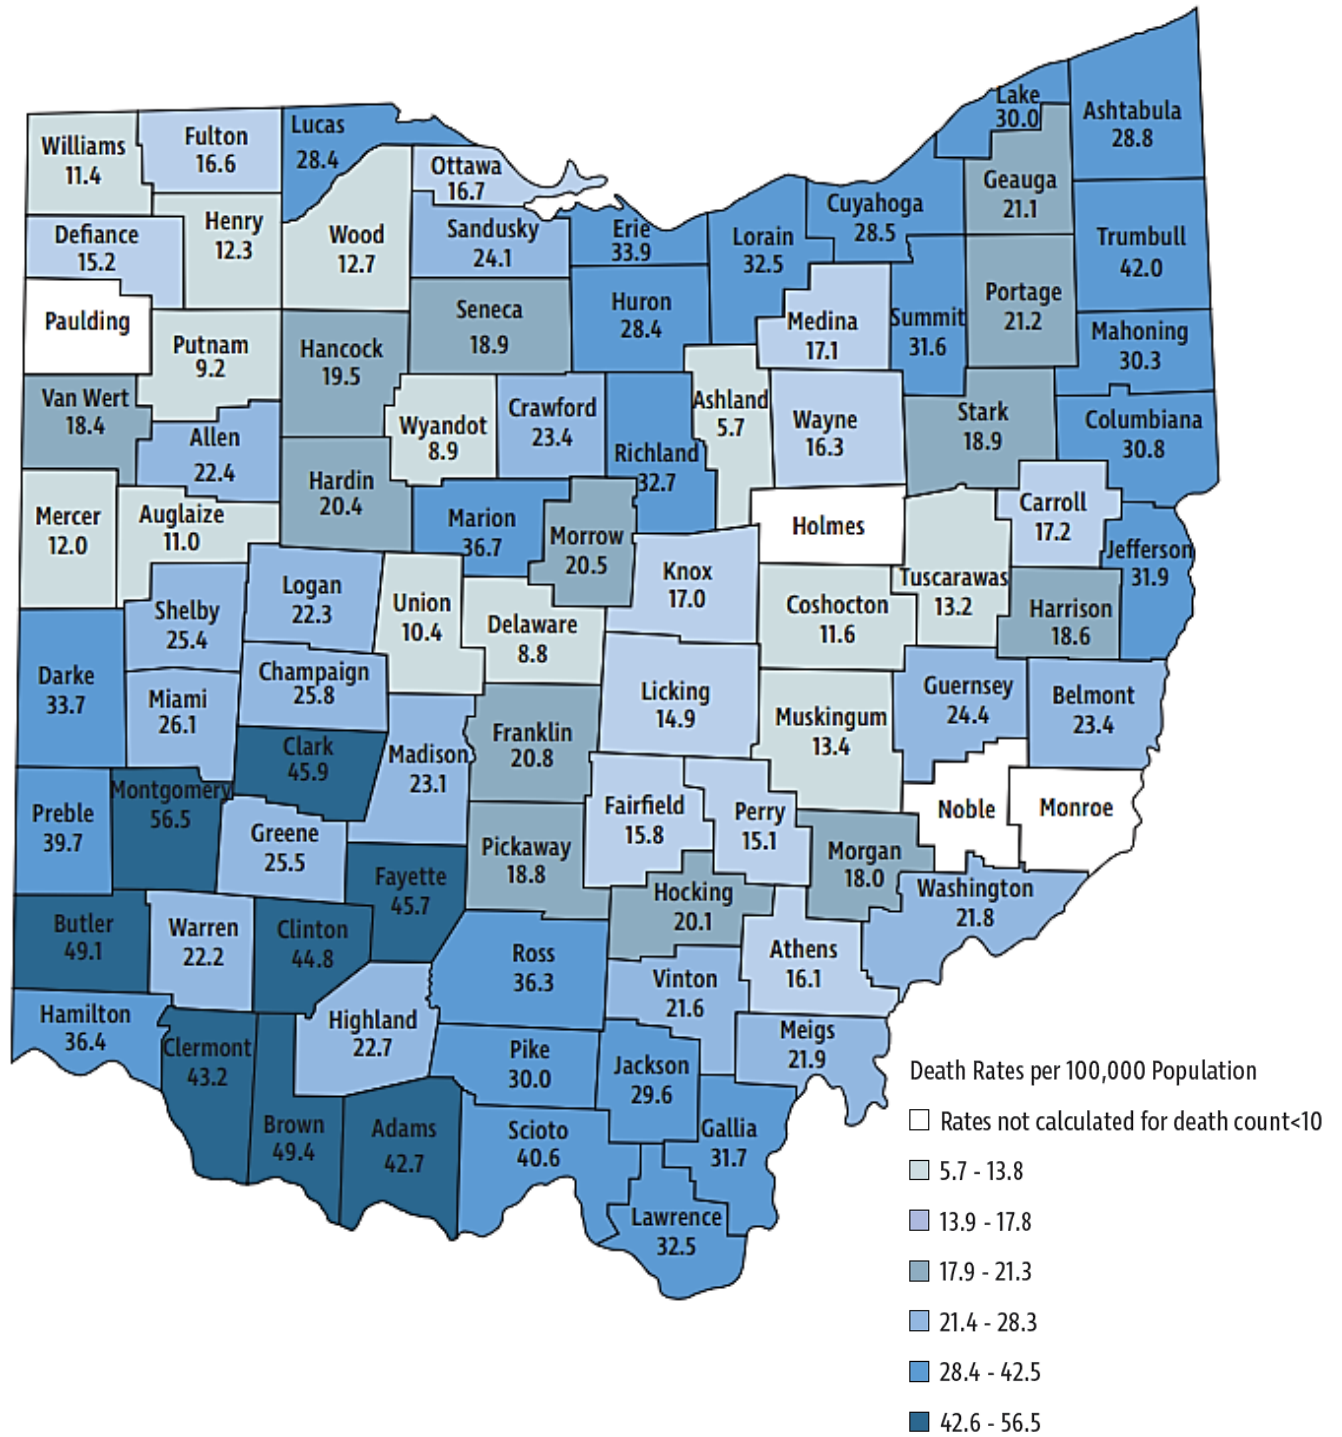 Lake
30.0
Ashtabula
28.8
Williams
11.4
Fulton
16.6
Lucas
28.4
Ottawa
16.7
Geauga
21.1
Defiance
15.2
Henry
12.3
Wood
12.7
Sandusky
24.1
Erie
33.9
Lorain
32.5
Cuyahoga
28.5
Trumbull
42.0
Paulding
Putnam
9.2
Hancock
19.5
Seneca
18.9
Huron
28.4
Medina
17.1
Summit
31.6
Portage
21.2
Mahoning
30.3
Van Wert
18.4
Allen
22.4
Wyandot
8.9
Crawford
23.4
Richland
32.7
Ashland
5.7
Wayne
16.3
Stark
18.9
Columbiana
30.8
Mercer
12.0
Auglaize
11.0
Hardin
20.4
Marion
36.7
Morrow
20.5
Holmes
Carroll
17.2
Jefferson
31.9
Shelby
25.4
Logan
22.3
Union
10.4
Delaware
8.8
Knox
17.0
Coshocton
11.6
Tuscarawas
13.2
Harrison
18.6
Darke
33.7
Miami
26.1
Champaign
25.8
Licking
14.9
Muskingum
13.4
Guernsey
24.4
Belmont
23.4
Clark
45.9
Madison
23.1
Franklin
20.8
Preble
39.7
Montgomery
56.5
Greene
25.5
Fairfield
15.8
Perry
15.1
Noble
Monroe
Fayette
45.7
Pickaway
18.8
Hocking
20.1
Morgan
18.0
Washington
21.8
Butler
49.1
Warren
22.2
Clinton
44.8
Ross
36.3
Vinton
21.6
Athens
16.1
Hamilton
36.4
Clermont
43.2
Highland
22.7
Pike
30.0
Jackson
29.6
Meigs
21.9
Brown
49.4
Adams
42.7
Scioto
40.6
Gallia
31.7
Lawrence
32.5
Death Rates per 100,000 Population
Rates not calculated for death count<10
5.7 - 13.8
13.9 - 17.8
17.9 - 21.3
21.4 - 28.3
28.4 - 42.5
42.6 - 56.5